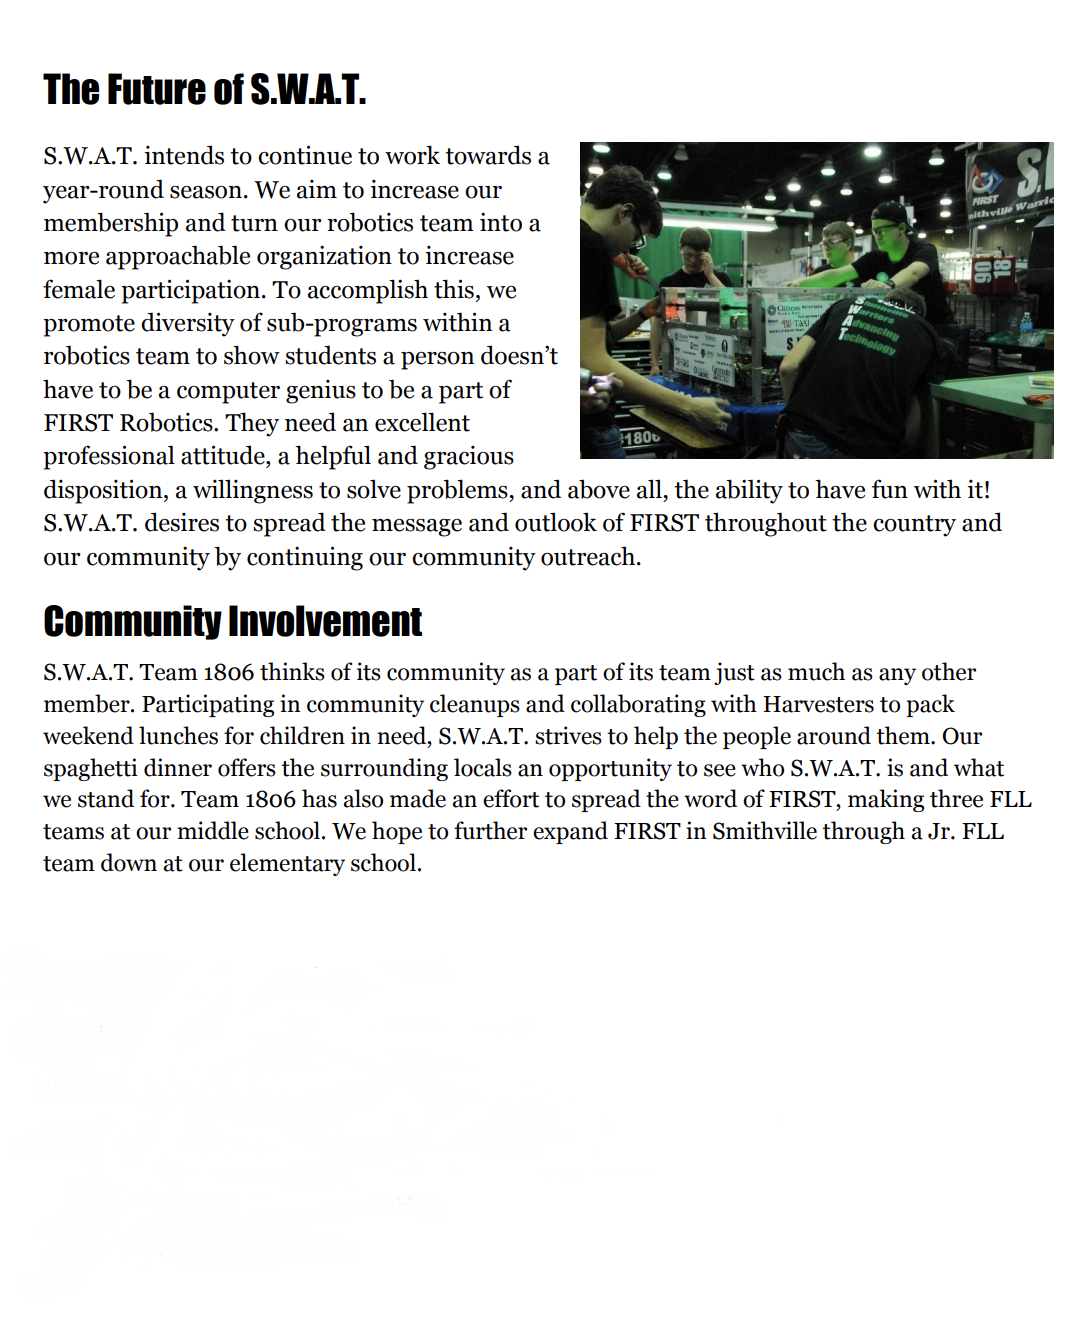 The Future of S.W.A.T.
S.W.A.T. intends to continue to work towards a
year-round season. We aim to increase our
membership and turn our robotics team into a
more approachable organization to increase
female participation. To accomplish this, we
promote diversity of sub-programs within a
robotics team to show students a person doesn’t
have to be a computer genius to be a part of
FIRST Robotics. They need an excellent
professional attitude, a helpful and gracious
disposition, a willingness to solve problems, and above all, the ability to have fun with it!
S.W.A.T. desires to spread the message and outlook of FIRST throughout the country and
our community by continuing our community outreach.
FIRST
Smithville
Warriors
Advancing
Technology
Citizens
Community Involvement
S.W.A.T. Team 1806 thinks of its community as a part of its team just as much as any other
member. Participating in community cleanups and collaborating with Harvesters to pack
weekend lunches for children in need, S.W.A.T. strives to help the people around them. Our
spaghetti dinner offers the surrounding locals an opportunity to see who S.W.A.T. is and what
we stand for. Team 1806 has also made an effort to spread the word of FIRST, making three FLL
teams at our middle school. We hope to further expand FIRST in Smithville through a Jr. FLL
team down at our elementary school.